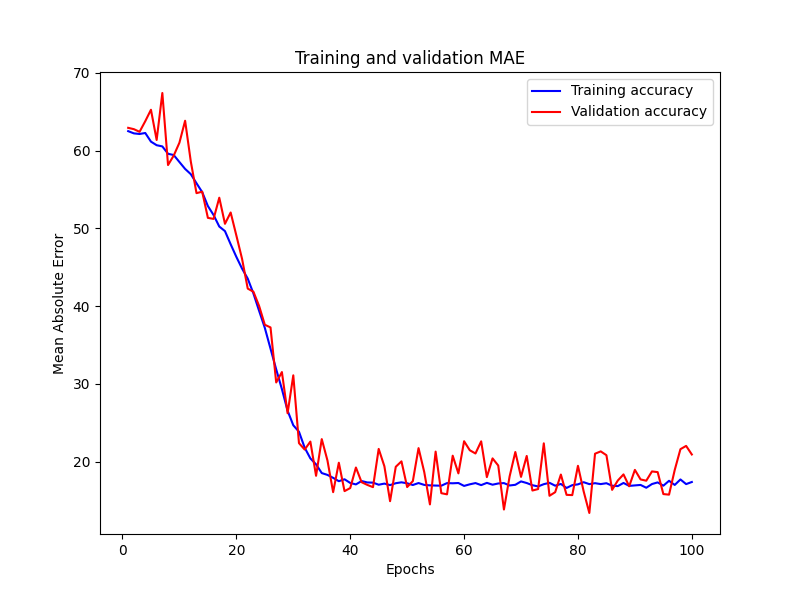 Training and validation MAE
Training accuracy
Validation accuracy
Mean Absolute Error
70
60
50
40
30
20
0
20
40
60
80
100
Epochs